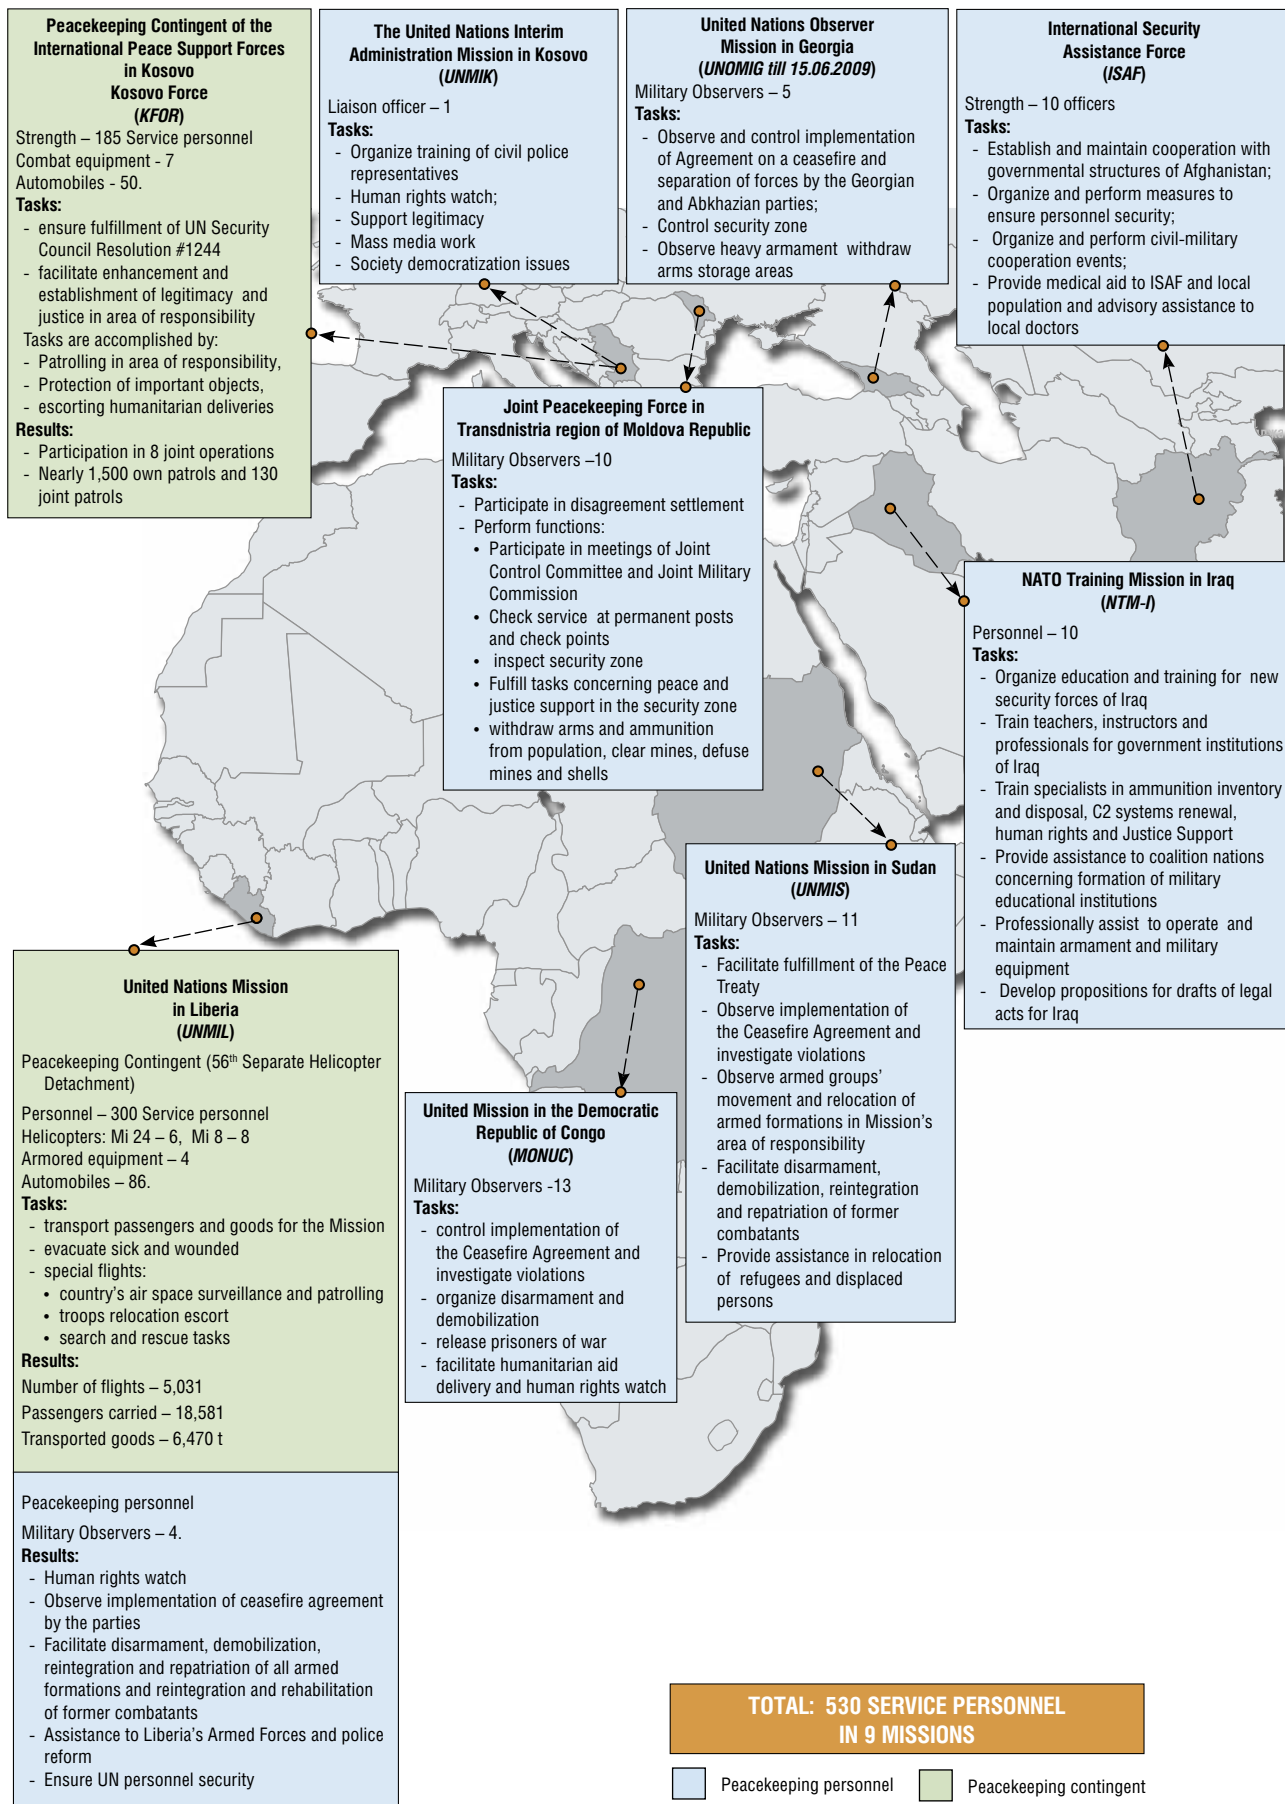 Peacekeeping Contingent of the
International Peace Support Forces
in Kosovo
Kosovo Force
(KFOR)
Strength – 185 Service personnel
Combat equipment - 7
Automobiles - 50.
Tasks:
- ensure fulfillment of UN Security
Council Resolution #1244
- facilitate enhancement and
establishment of legitimacy and
justice in area of responsibility
Tasks are accomplished by:
- Patrolling in area of responsibility,
- Protection of important objects,
- escorting humanitarian deliveries
Results:
- Participation in 8 joint operations
- Nearly 1,500 own patrols and 130
joint patrols
The United Nations Interim
Administration Mission in Kosovo
(UNMIK)
Liaison officer – 1
Tasks:
- Organize training of civil police
representatives
- Human rights watch;
- Support legitimacy
- Mass media work
- Society democratization issues
United Nations Observer
Mission in Georgia
(UNOMIG till 15.06.2009)
Military Observers – 5
Tasks:
- Observe and control implementation
of Agreement on a ceasefire and
separation of forces by the Georgian
and Abkhazian parties;
- Control security zone
- Observe heavy armament withdraw
arms storage areas
International Security
Assistance Force
(ISAF)
Strength – 10 officers
Tasks:
- Establish and maintain cooperation with
governmental structures of Afghanistan;
- Organize and perform measures to
ensure personnel security;
- Organize and perform civil-military
cooperation events;
- Provide medical aid to ISAF and local
population and advisory assistance to
local doctors
Joint Peacekeeping Force in
Transdnistria region of Moldova Republic
Military Observers –10
Tasks:
- Participate in disagreement settlement
- Perform functions:
• Participate in meetings of Joint
Control Committee and Joint Military
Commission
• Check service at permanent posts
and check points
• inspect security zone
• Fulfill tasks concerning peace and
justice support in the security zone
• withdraw arms and ammunition
from population, clear mines, defuse
mines and shells
NATO Training Mission in Iraq
(NTM-I)
Personnel – 10
Tasks:
- Organize education and training for new
security forces of Iraq
- Train teachers, instructors and
professionals for government institutions
of Iraq
- Train specialists in ammunition inventory
and disposal, C2 systems renewal,
human rights and Justice Support
- Provide assistance to coalition nations
concerning formation of military
educational institutions
- Professionally assist to operate and
maintain armament and military
equipment
- Develop propositions for drafts of legal
acts for Iraq
United Nations Mission in Sudan
(UNMIS)
Military Observers – 11
Tasks:
- Facilitate fulfillment of the Peace
Treaty
- Observe implementation of
the Ceasefire Agreement and
investigate violations
- Observe armed groups'
movement and relocation of
armed formations in Mission's
area of responsibility
- Facilitate disarmament,
demobilization, reintegration
and repatriation of former
combatants
- Provide assistance in relocation
of refugees and displaced
persons
United Mission in the Democratic
Republic of Congo
(MONUC)
Military Observers -13
Tasks:
- control implementation of
the Ceasefire Agreement and
investigate violations
- organize disarmament and
demobilization
- release prisoners of war
- facilitate humanitarian aid
delivery and human rights watch
United Nations Mission
in Liberia
(UNMIL)
Peacekeeping Contingent (56th Separate Helicopter
Detachment)
Personnel – 300 Service personnel
Helicopters: Mi 24 – 6, Mi 8 – 8
Armored equipment – 4
Automobiles – 86.
Tasks:
- transport passengers and goods for the Mission
- evacuate sick and wounded
- special flights:
• country's air space surveillance and patrolling
• troops relocation escort
• search and rescue tasks
Results:
Number of flights – 5,031
Passengers carried – 18,581
Transported goods – 6,470 t
Peacekeeping personnel
Military Observers – 4.
Results:
- Human rights watch
- Observe implementation of ceasefire agreement
by the parties
- Facilitate disarmament, demobilization,
reintegration and repatriation of all armed
formations and reintegration and rehabilitation
of former combatants
- Assistance to Liberia's Armed Forces and police
reform
- Ensure UN personnel security
TOTAL: 530 SERVICE PERSONNEL
IN 9 MISSIONS
Peacekeeping personnel
Peacekeeping contingent